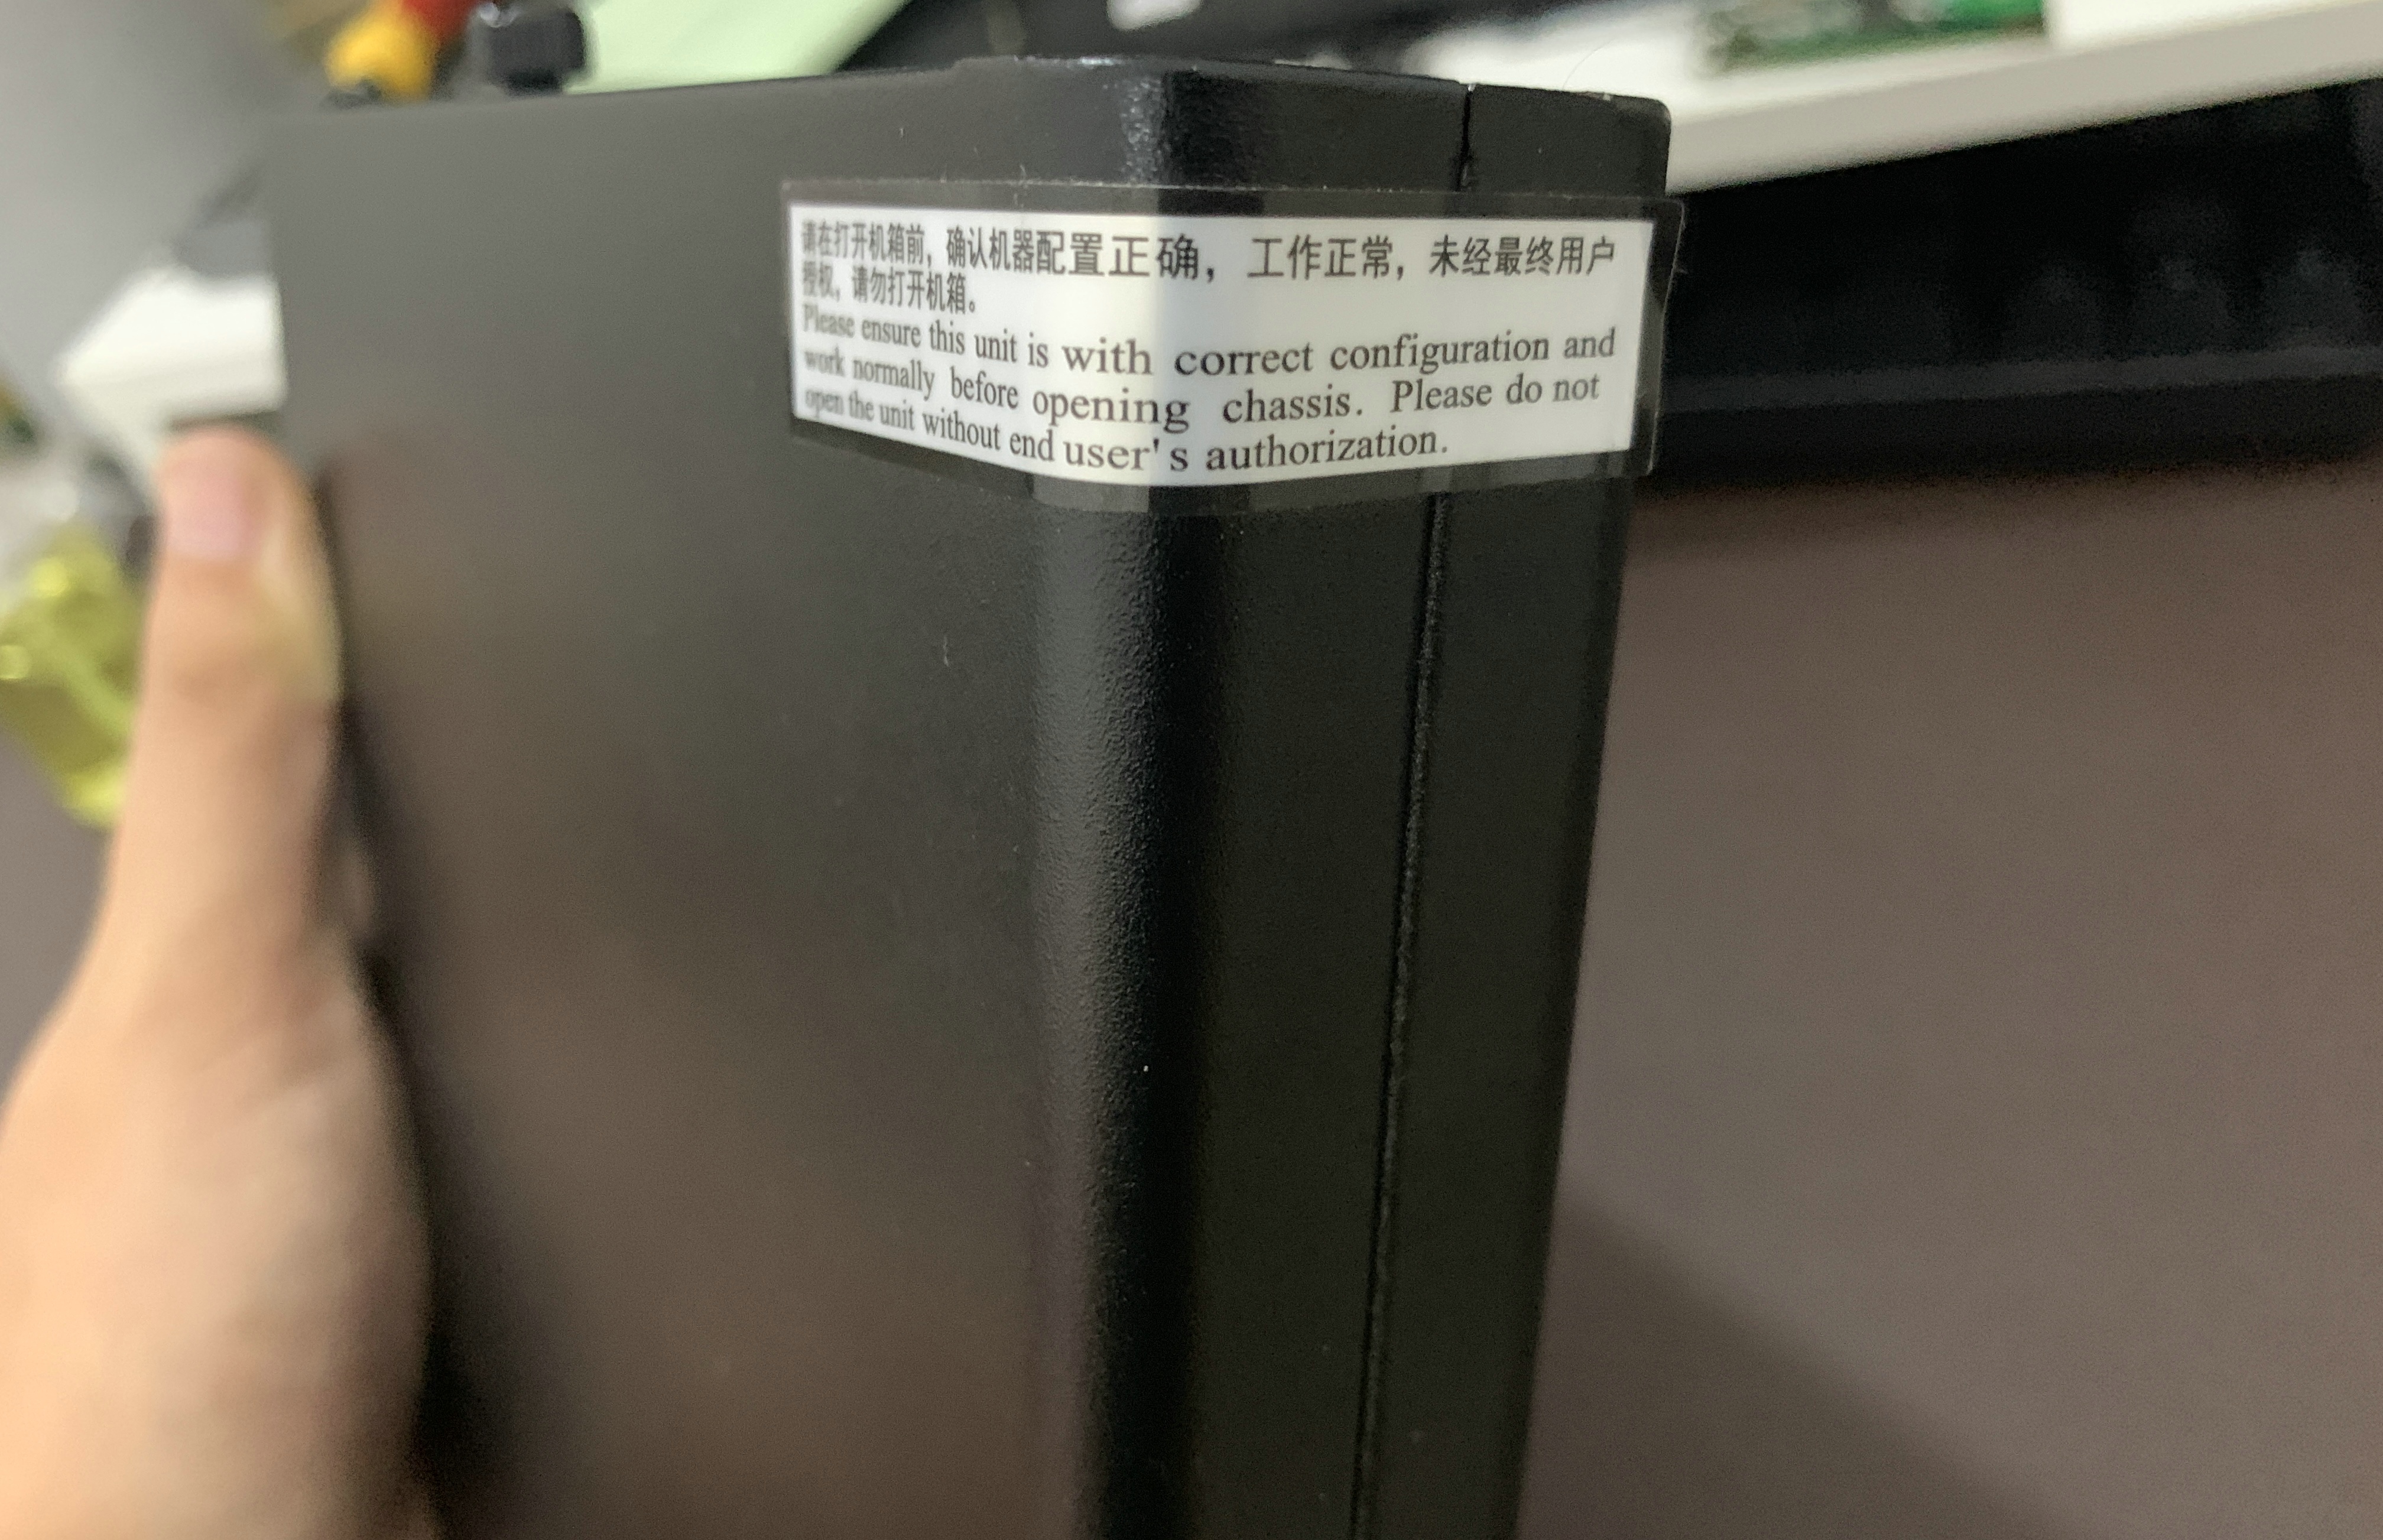 请在打开机箱前，确认机器配置正确，工作正常，未经最终用户
授权，请勿打开机箱。
Please ensure this unit is with correct configuration and
work normally before opening chassis. Please do not
open the unit without end user's authorization.